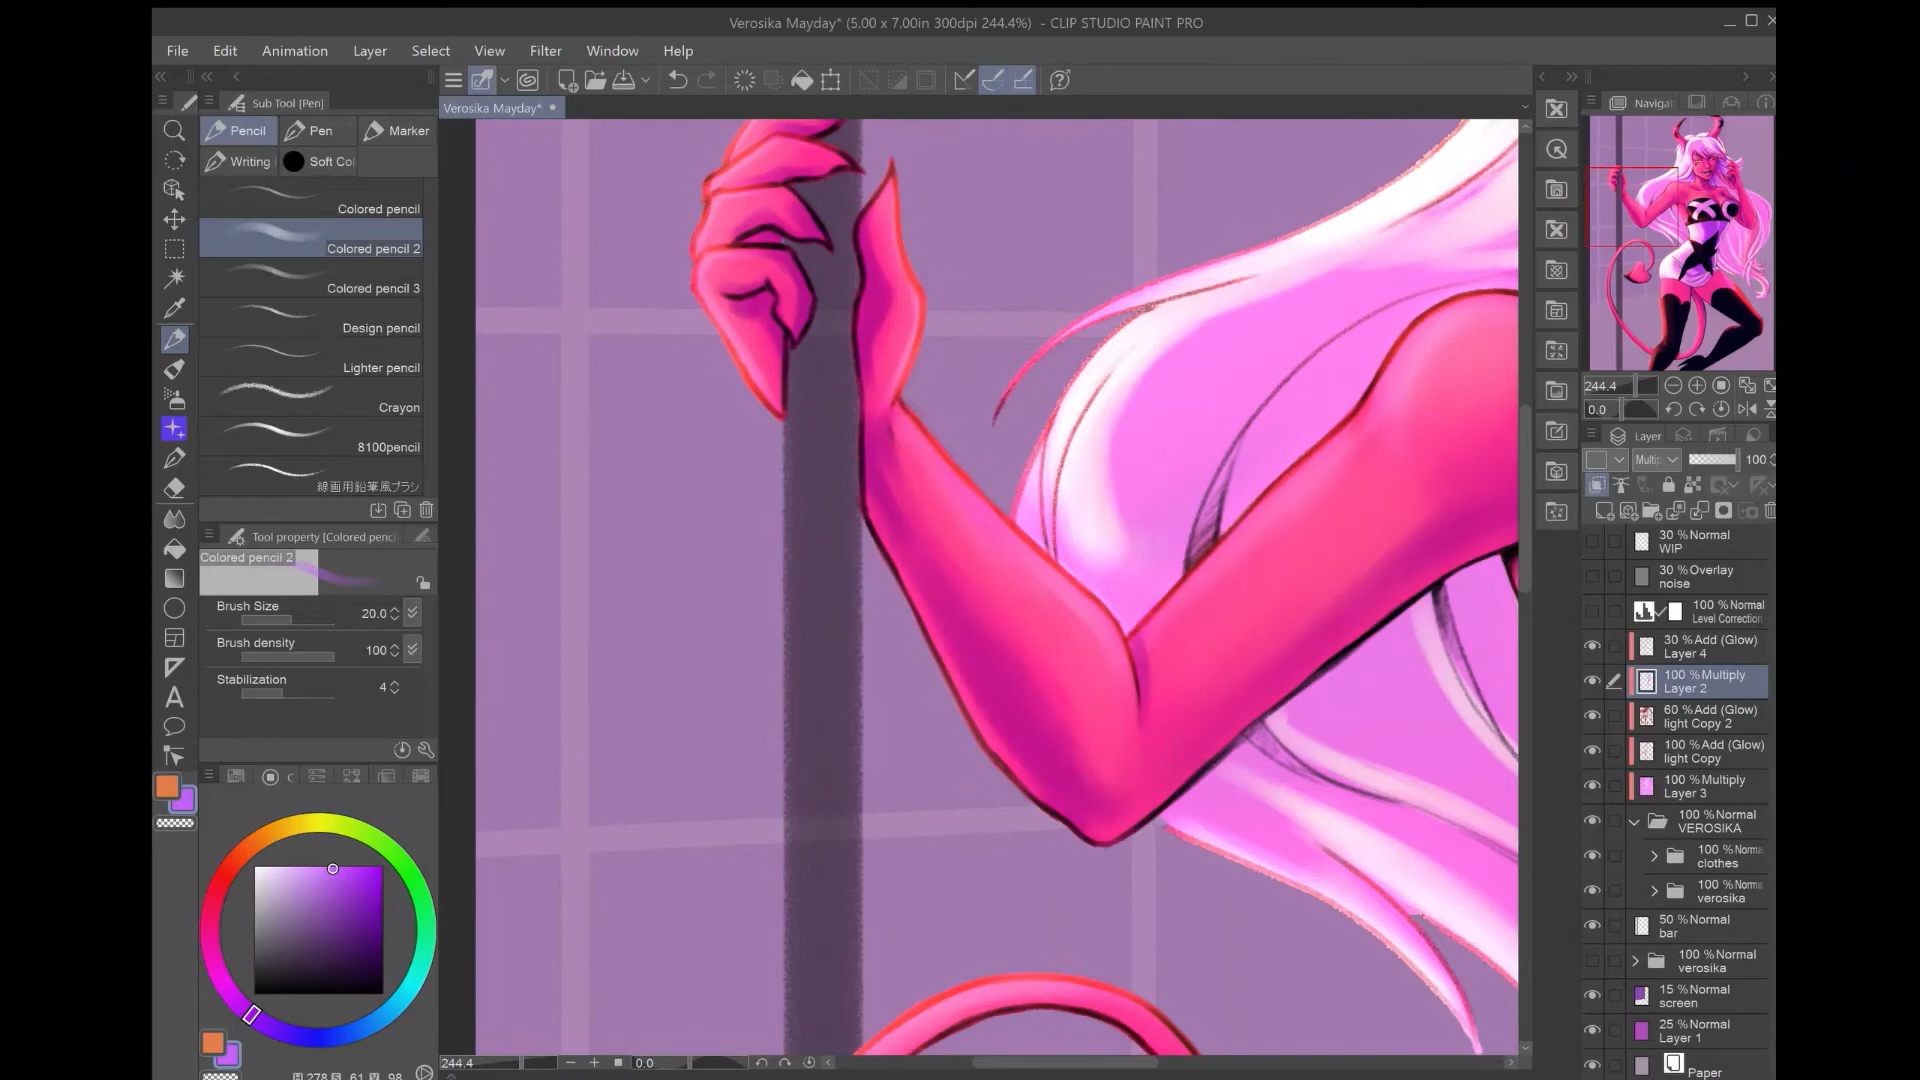 Verosika Mayday* (5.00 x 7.00in 300dpi 244.4%) - CLIP STUDIO PAINT PRO
File Edit Animation Layer Select View Filter Window Help
Sub Tool [Pen]
Verosika Mayday*
Navigat
Pencil Pen Marker
Writing Soft Col
Colored pencil
Colored pencil 2
Colored pencil 3
Design pencil
Lighter pencil
Crayon
8100pencil
線画用鉛筆風ブラシ
Tool property [Colored penci
Colored pencil 2
Brush Size 20.0
Brush density 100
Stabilization 4
C
H 278 S 61 V 98
244.4 0.0
244.4
0.0
Layer
Multip 100
30 % Normal
WIP
30 % Overlay
noise
100 % Normal
Level Correction
30 % Add (Glow)
Layer 4
100 % Multiply
Layer 2
60 % Add (Glow)
light Copy 2
100 % Add (Glow)
light Copy
100 % Multiply
Layer 3
100 % Normal
VEROSIKA
100 % Norma
clothes
100 % Norma
verosika
50 % Normal
bar
100 % Normal
verosika
15 % Normal
screen
25 % Normal
Layer 1
Paper